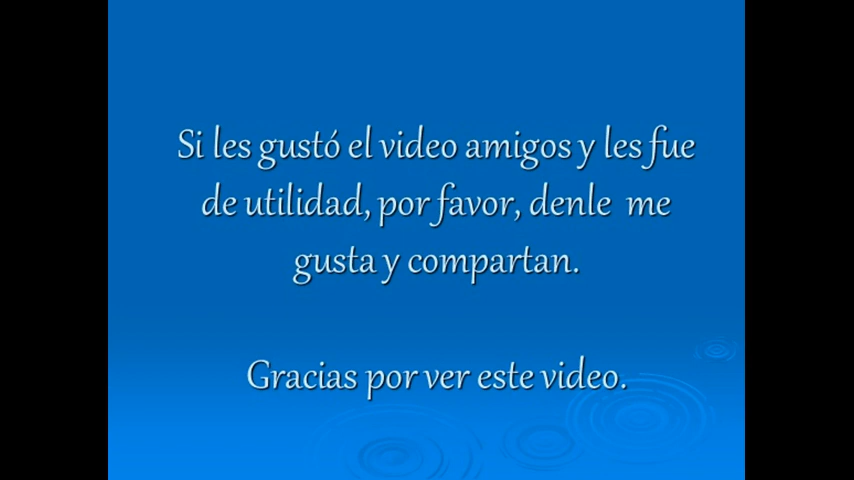 Si les gustó el video amigos y les fue
de utilidad, por favor, denle  me
gusta y compartan.
Gracias por ver este video.